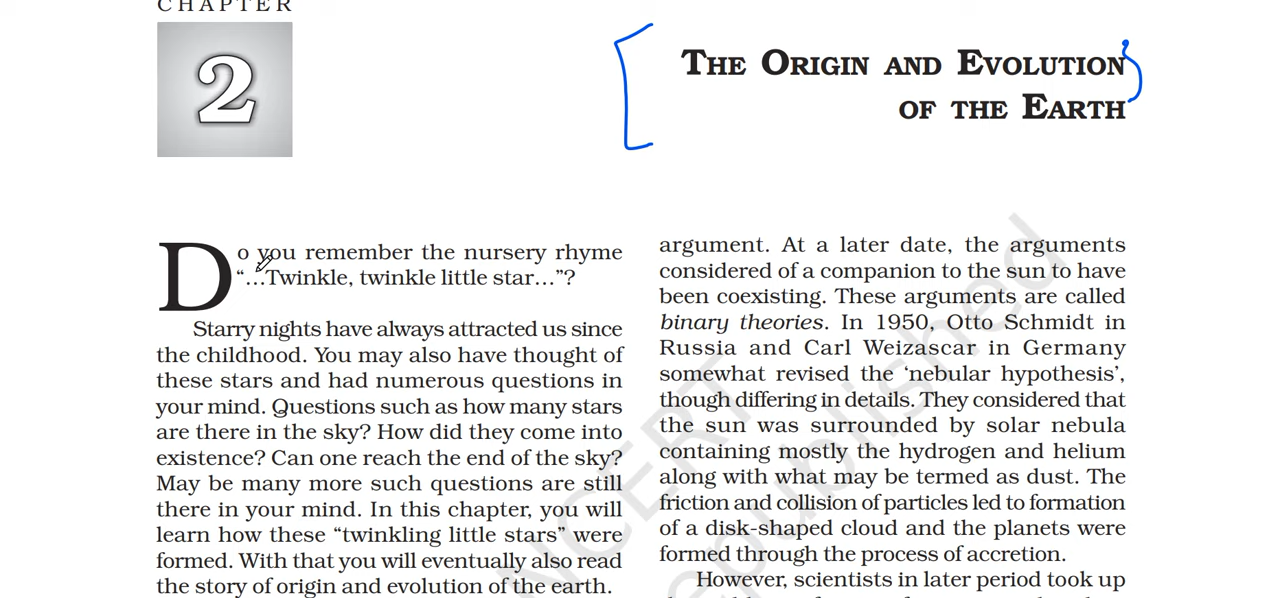 CHAPTER
2
THE ORIGIN AND EVOLUTION
OF THE EARTH
Do you remember the nursery rhyme
“…Twinkle, twinkle little star…”?
Starry nights have always attracted us since
the childhood. You may also have thought of
these stars and had numerous questions in
your mind. Questions such as how many stars
are there in the sky? How did they come into
existence? Can one reach the end of the sky?
May be many more such questions are still
there in your mind. In this chapter, you will
learn how these “twinkling little stars” were
formed. With that you will eventually also read
the story of origin and evolution of the earth.
argument. At a later date, the arguments
considered of a companion to the sun to have
been coexisting. These arguments are called
binary theories. In 1950, Otto Schmidt in
Russia and Carl Weizascar in Germany
somewhat revised the ‘nebular hypothesis’,
though differing in details. They considered that
the sun was surrounded by solar nebula
containing mostly the hydrogen and helium
along with what may be termed as dust. The
friction and collision of particles led to formation
of a disk-shaped cloud and the planets were
formed through the process of accretion.
However, scientists in later period took up
NCERT
republished